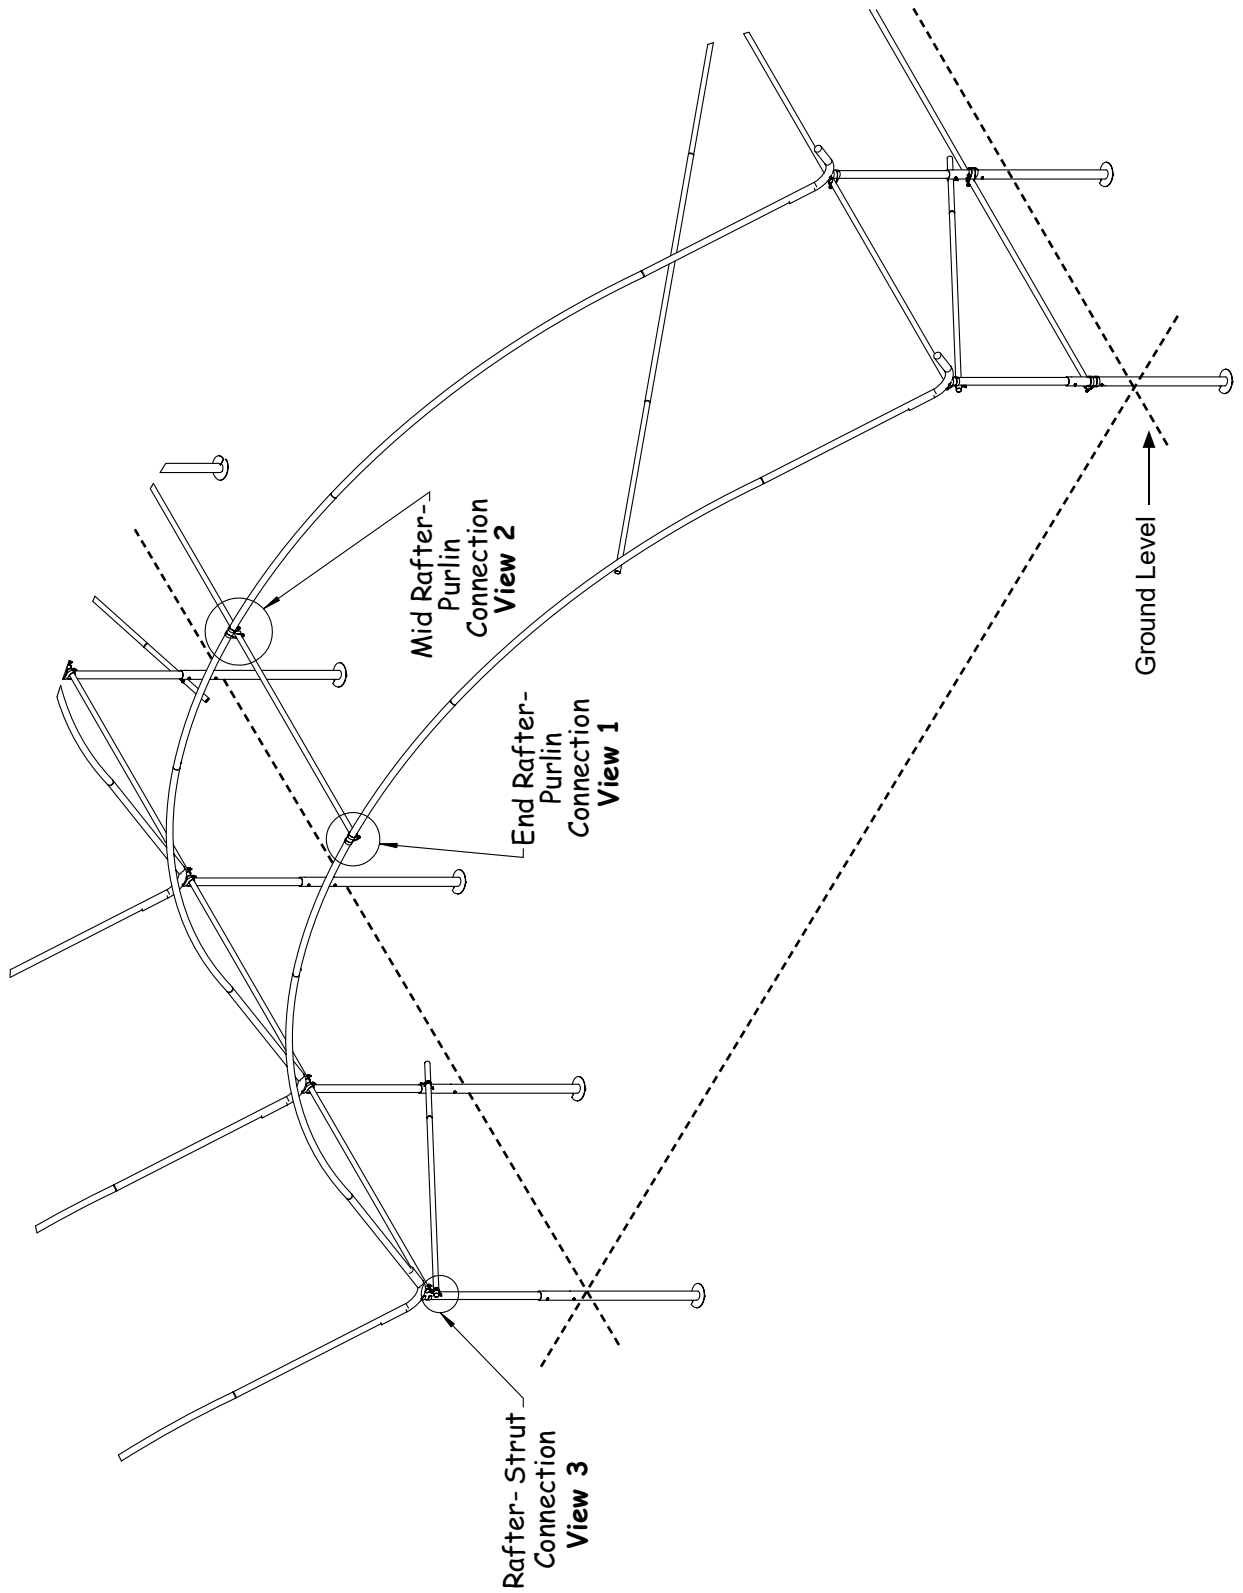 Mid Rafter-
Purlin
Connection
View 2
End Rafter-
Purlin
Connection
View 1
Rafter- Strut
Connection
View 3
Ground Level